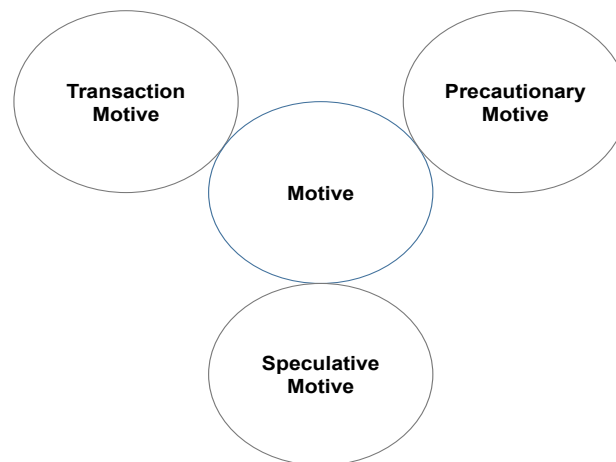 Transaction
Motive
Precautionary
Motive
Motive
Speculative
Motive